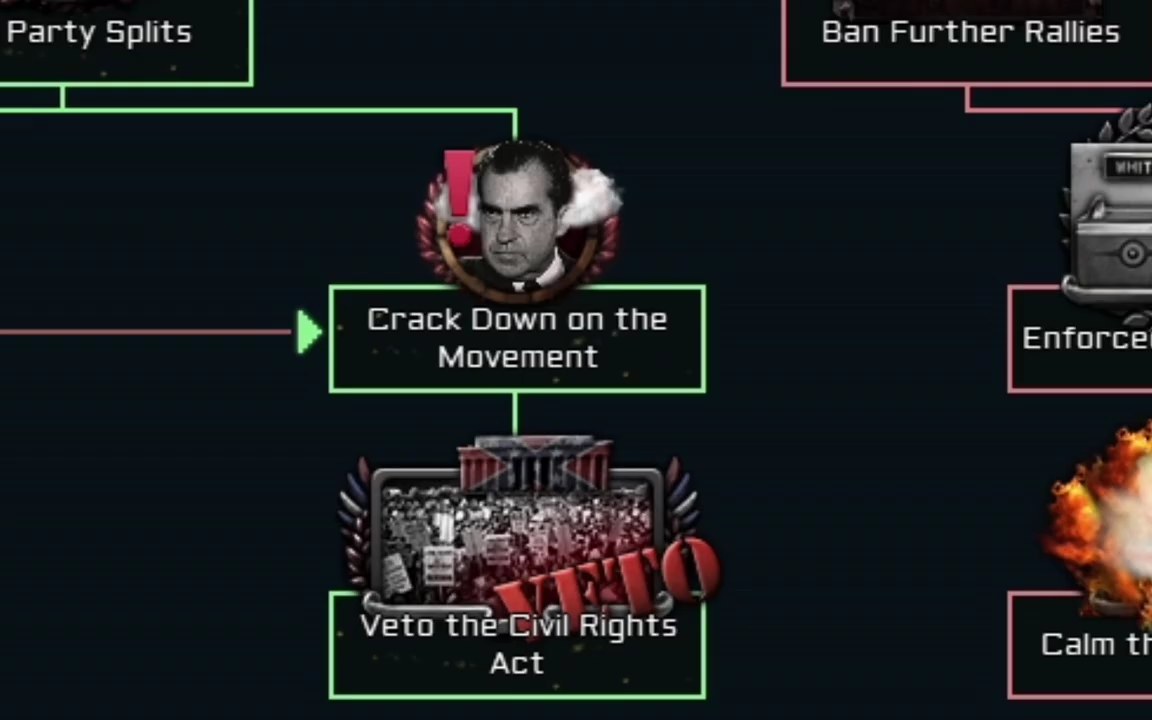 Party Splits
Ban Further Rallies
WHIT
Crack Down on the
Movement
Enforce
VETO
Veto the Civil Rights
Act
Calm th